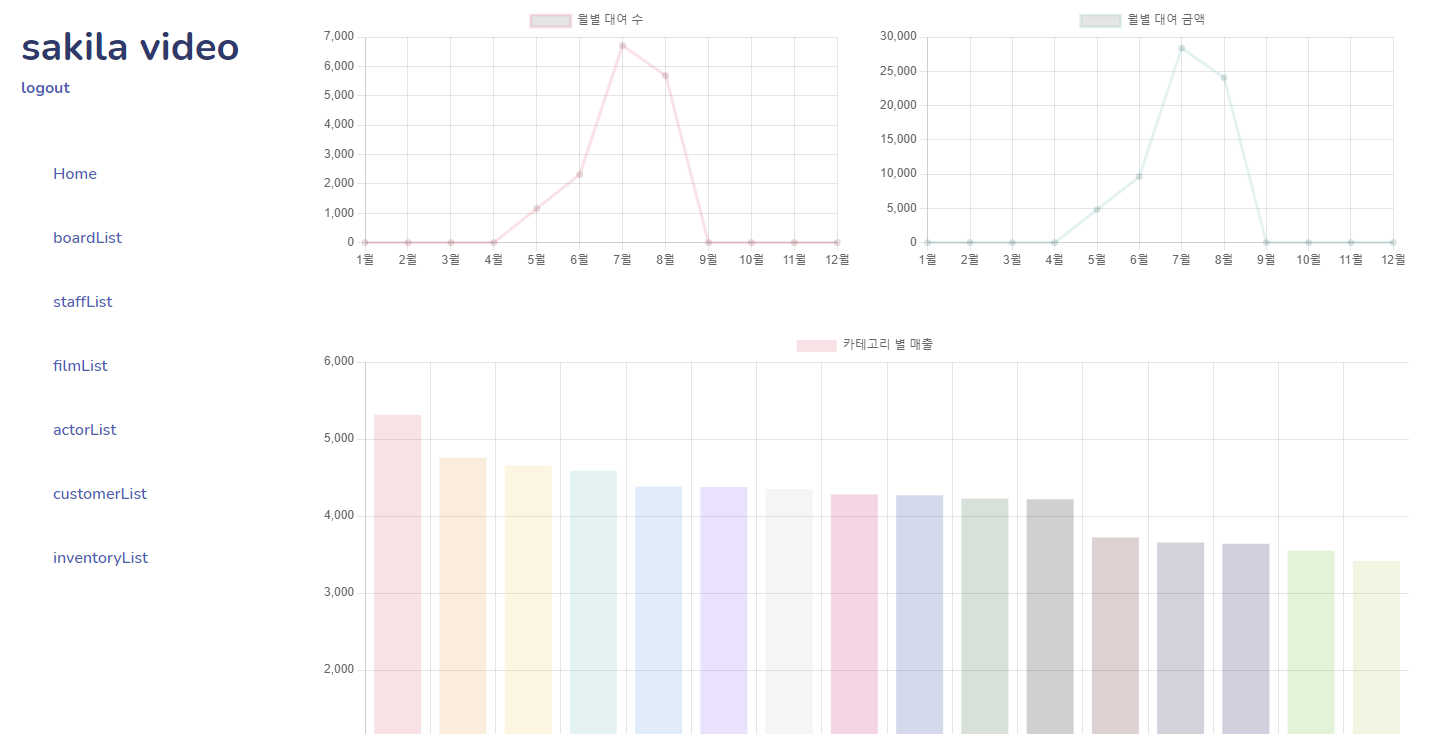 sakila video
logout
Home
boardList
staffList
filmList
actorList
customerList
inventoryList
월별 대여 수
7,000
6,000
5,000
4,000
3,000
2,000
1,000
0
1월 2월 3월 4월 5월 6월 7월 8월 9월 10월 11월 12월
월별 대여 금액
30,000
25,000
20,000
15,000
10,000
5,000
0
1월 2월 3월 4월 5월 6월 7월 8월 9월 10월 11월 12월
카테고리 별 매출
6,000
5,000
4,000
3,000
2,000